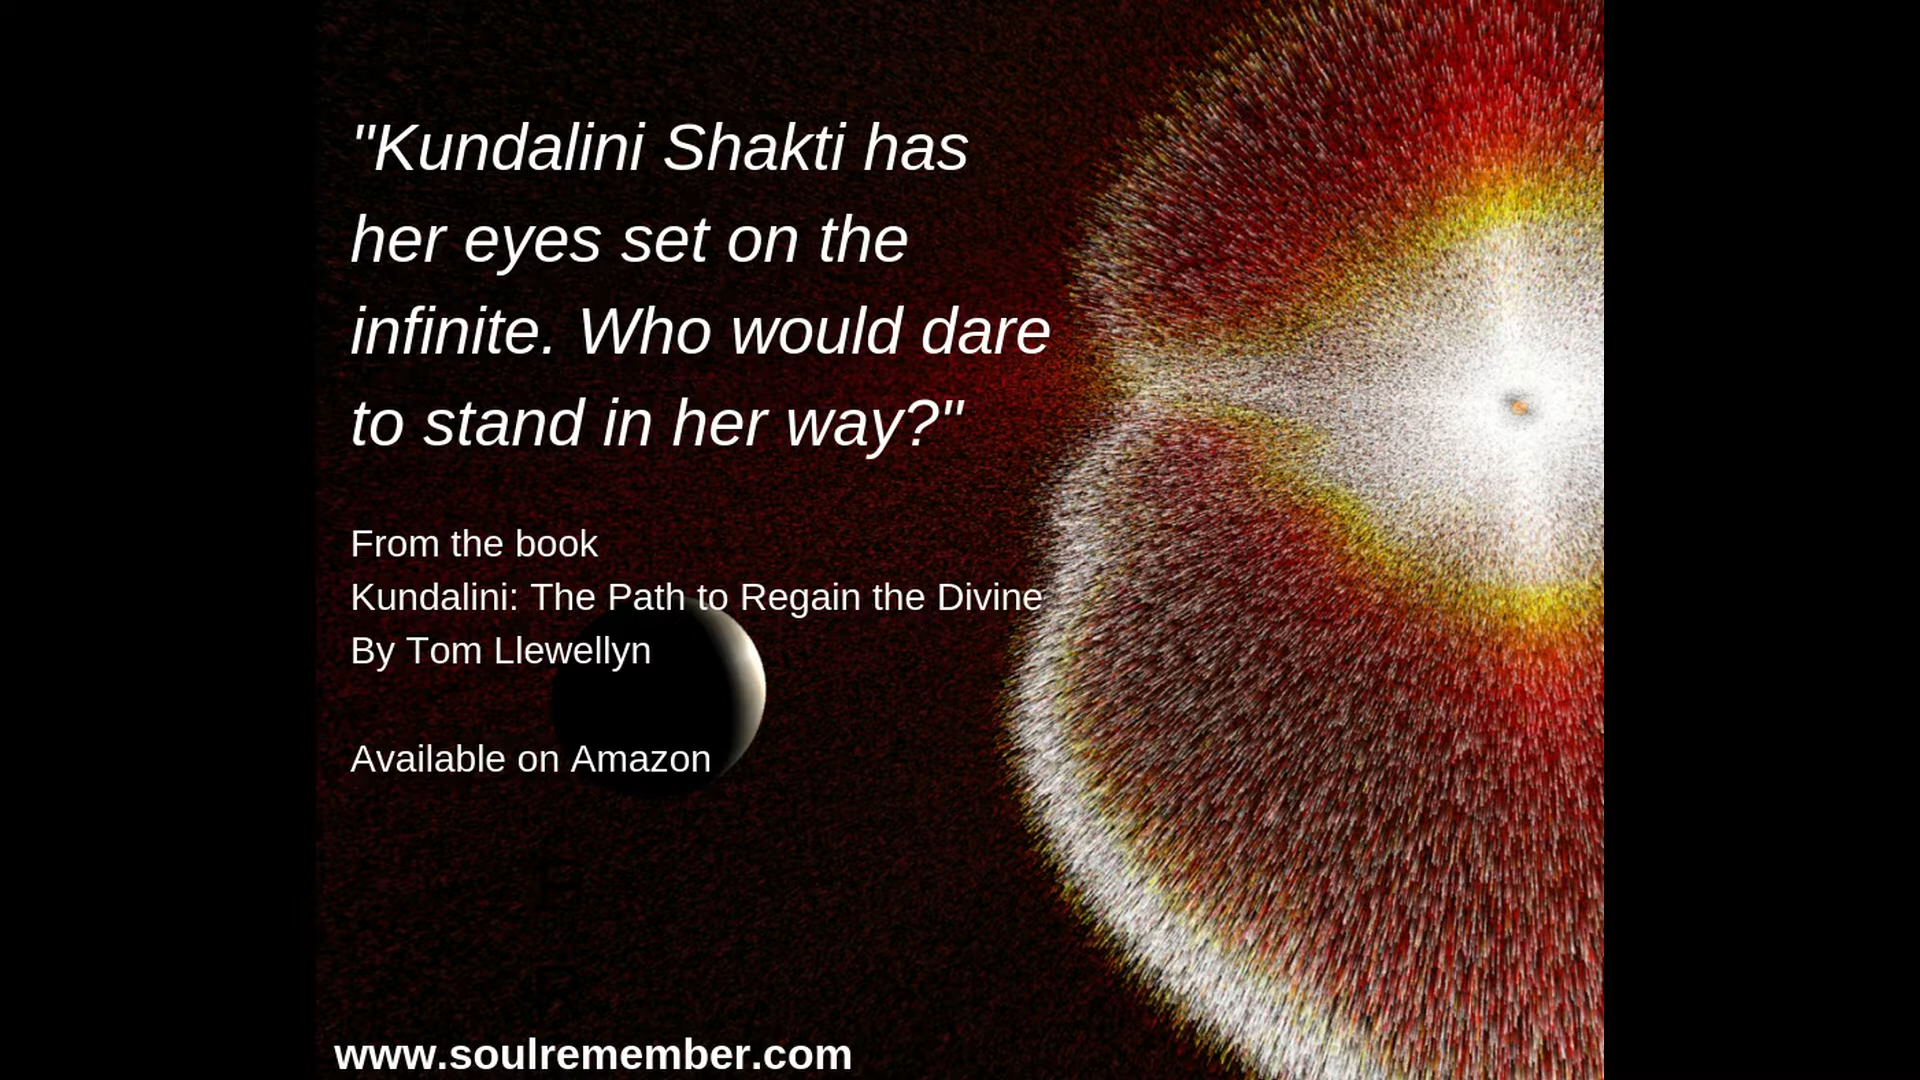 "Kundalini Shakti has
her eyes set on the
infinite. Who would dare
to stand in her way?"
From the book
Kundalini: The Path to Regain the Divine
By Tom Llewellyn
Available on Amazon
www.soulremember.com